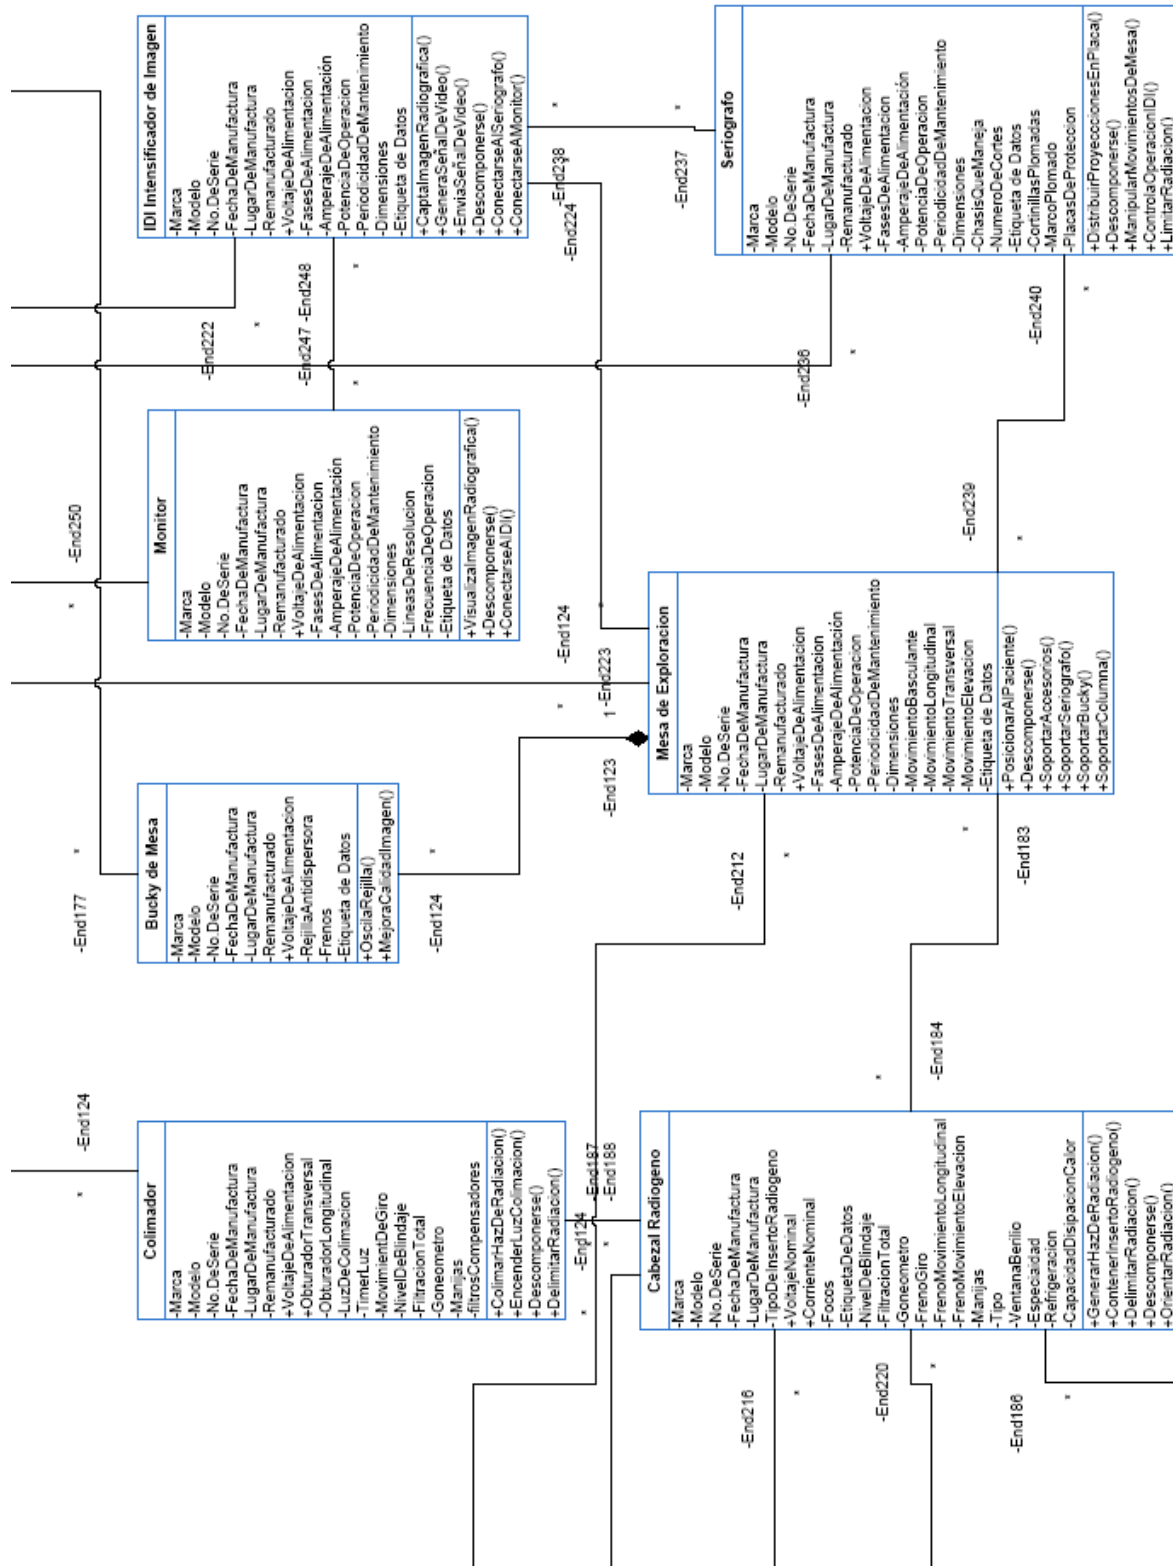 IDI Intensificador de Imagen
-Marca
-Modelo
-No.DeSerie
-FechaDeManufactura
-LugarDeManufactura
-Remanufacturado
+VoltajeDeAlimentacion
-FasesDeAlimentacion
-AmperajeDeAlimentación
-PotenciaDeOperacion
-PeriodicidadDeMantenimiento
-Dimensiones
-Etiqueta de Datos
+CaptaImagenRadiografica()
+GeneraSeñalDeVideo()
+EnviaSeñalDeVideo()
+Descomponerse()
+ConectarseAlSeriografo()
+ConectarseAMonitor()
Seriografo
-Marca
-Modelo
-No.DeSerie
-FechaDeManufactura
-LugarDeManufactura
-Remanufacturado
+VoltajeDeAlimentacion
-FasesDeAlimentacion
-AmperajeDeAlimentación
-PotenciaDeOperacion
-PeriodicidadDeMantenimiento
-Dimensiones
-ChasisQueManeja
-NumeroDeCortes
-Etiqueta de Datos
-CortinillasPlomadas
-MarcoPlomado
-PlacasDeProteccion
+DistribuirProyeccionesEnPlaca()
+Descomponerse()
+ManipularMovimientosDeMesa()
+ControlaOperacionIDI()
+LimitarRadiacion()
-End222
*
-End247
*
-End248
*
-End238
*
-End224
*
-End237
*
-End236
*
-End240
*
-End250
*
Monitor
-Marca
-Modelo
-No.DeSerie
-FechaDeManufactura
-LugarDeManufactura
-Remanufacturado
+VoltajeDeAlimentacion
-FasesDeAlimentacion
-AmperajeDeAlimentación
-PotenciaDeOperacion
-PeriodicidadDeMantenimiento
-Dimensiones
-LineasDeResolucion
-FrecuenciaDeOperacion
-Etiqueta de Datos
+VisualizaImagenRadiografica()
+Descomponerse()
+ConectarseAIDI()
-End124
*
-End223
*
-End239
*
Mesa de Exploracion
-Marca
-Modelo
-No.DeSerie
-FechaDeManufactura
-LugarDeManufactura
-Remanufacturado
+VoltajeDeAlimentacion
-FasesDeAlimentacion
-AmperajeDeAlimentación
-PotenciaDeOperacion
-PeriodicidadDeMantenimiento
-Dimensiones
-MovimientoBasculante
-MovimientoLongitudinal
-MovimientoTransversal
-MovimientoElevacion
-Etiqueta de Datos
+PosicionarAlPaciente()
+Descomponerse()
+SoportarAccesorios()
+SoportarSeriografo()
+SoportarBucky()
+SoportarColumna()
-End123
1
-End177
*
Bucky de Mesa
-Marca
-Modelo
-No.DeSerie
-FechaDeManufactura
-LugarDeManufactura
-Remanufacturado
+VoltajeDeAlimentacion
-RejillaAntidispersora
-Frenos
-Etiqueta de Datos
+OscilaRejilla()
+MejoraCalidadImagen()
-End124
*
-End212
*
-End183
*
-End184
*
-End124
*
Colimador
-Marca
-Modelo
-No.DeSerie
-FechaDeManufactura
-LugarDeManufactura
-Remanufacturado
+VoltajeDeAlimentacion
-ObturadorTransversal
-ObturadorLongitudinal
-LuzDeColimacion
-TimerLuz
-MovimientDeGiro
-NivelDeBlindaje
-FiltracionTotal
-Goneometro
-Manijas
-filtrosCompensadores
+ColimarHazDeRadiacion()
+EncenderLuzColimacion()
+Descomponerse()
+DelimitarRadiacion()
-End187
*
-End188
*
-End124
*
Cabezal Radiogeno
-Marca
-Modelo
-No.DeSerie
-FechaDeManufactura
-LugarDeManufactura
-TipoDeInsertoRadiogeno
+VoltajeNominal
+CorrienteNominal
-Focos
-EtiquetaDeDatos
-NivelDeBlindaje
-FiltracionTotal
-Goneometro
-FrenoGiro
-FrenoMovimientoLongitudinal
-FrenoMovimientoElevacion
-Manijas
-Tipo
-VentanaBerilio
-Especiaidad
-Refrigeracion
-CapacidadDisipacionCalor
+GenerarHazDeRadiacion()
+ContenerInsertoRadiogeno()
+DelimitarRadiacion()
+Descomponerse()
+OrientarRadiacion()
-End216
*
-End220
*
-End186
*